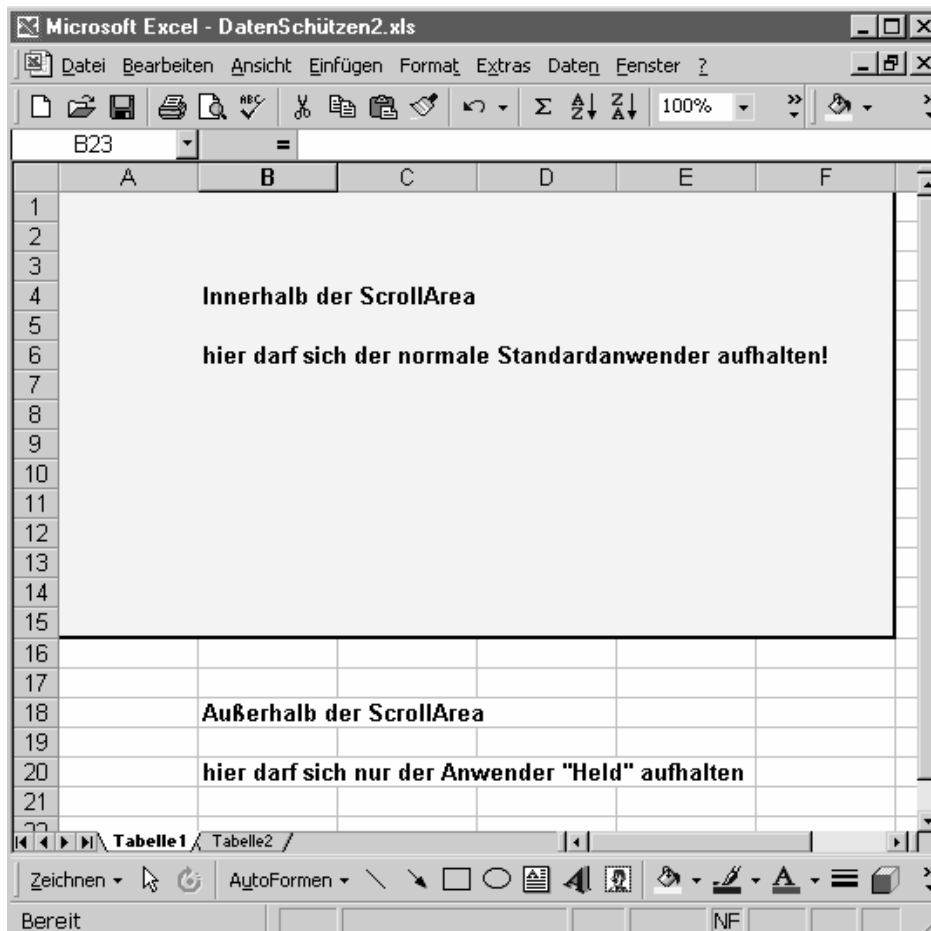 Microsoft Excel - DatenSchützen2.xls
Datei Bearbeiten Ansicht Einfügen Format Extras Daten Fenster ?
ABC A Z Z A 100%
B23 =
A B C D E F
1
2
3
4 Innerhalb der ScrollArea
5
6 hier darf sich der normale Standardanwender aufhalten!
7
8
9
10
11
12
13
14
15
16
17
18 Außerhalb der ScrollArea
19
20 hier darf sich nur der Anwender "Held" aufhalten
21
Tabelle1 Tabelle2
Zeichnen AutoFormen
Bereit NF